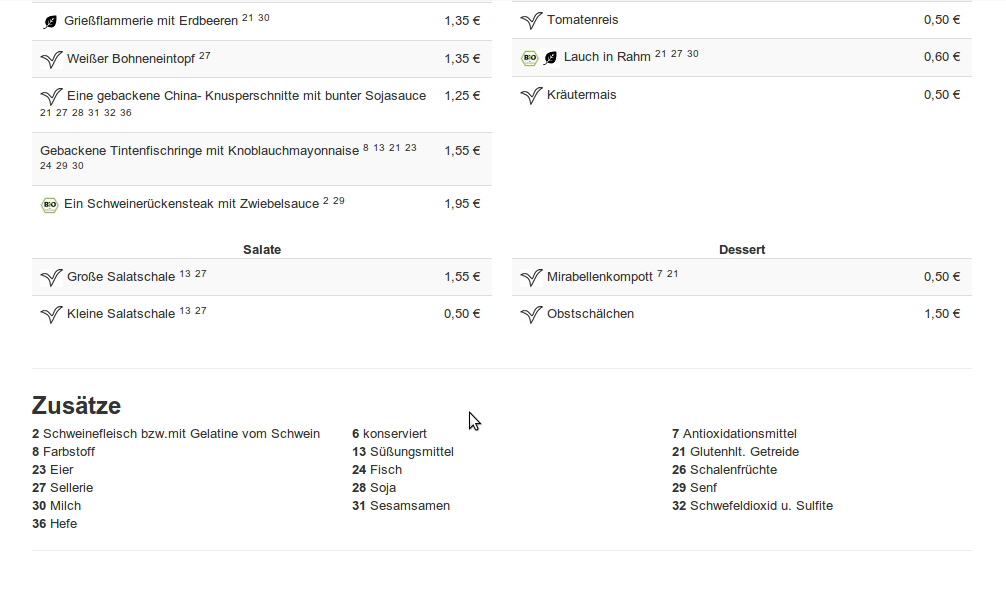 Grießflammerie mit Erdbeeren 21 30 1,35 €
Weißer Bohneneintopf 27 1,35 €
Eine gebackene China- Knusperschnitte mit bunter Sojasauce 1,25 €
21 27 28 31 32 36
Gebackene Tintenfischringe mit Knoblauchmayonnaise 8 13 21 23 1,55 €
24 29 30
BIO Ein Schweinerückensteak mit Zwiebelsauce 2 29 1,95 €
Tomatenreis 0,50 €
BIO Lauch in Rahm 21 27 30 0,60 €
Kräutermais 0,50 €
Salate
Große Salatschale 13 27 1,55 €
Kleine Salatschale 13 27 0,50 €
Dessert
Mirabellenkompott 7 21 0,50 €
Obstschälchen 1,50 €
Zusätze
2 Schweinefleisch bzw.mit Gelatine vom Schwein
8 Farbstoff
23 Eier
27 Sellerie
30 Milch
36 Hefe
6 konserviert
13 Süßungsmittel
24 Fisch
28 Soja
31 Sesamsamen
7 Antioxidationsmittel
21 Glutenhlt. Getreide
26 Schalenfrüchte
29 Senf
32 Schwefeldioxid u. Sulfite